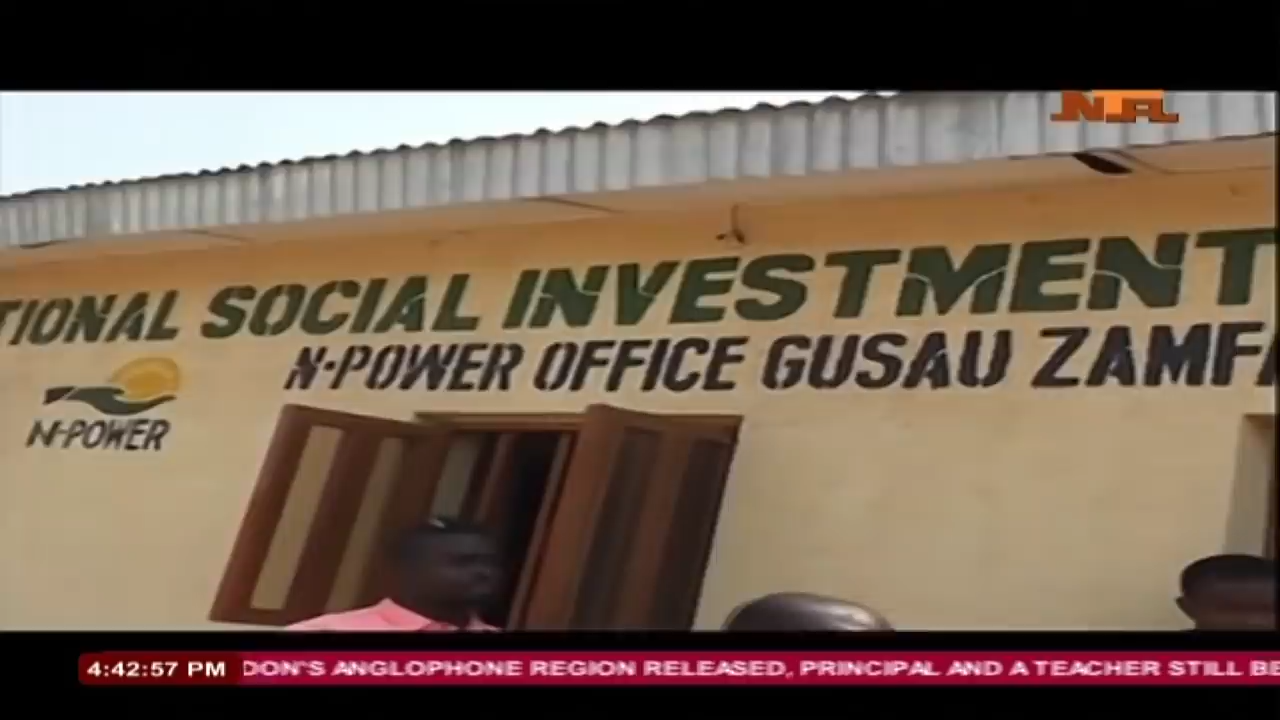 NTA
TIONAL SOCIAL INVESTMENT
N-POWER OFFICE GUSAU ZAMFA
N-POWER
4:42:57 PM DON'S ANGLOPHONE REGION RELEASED, PRINCIPAL AND A TEACHER STILL BE